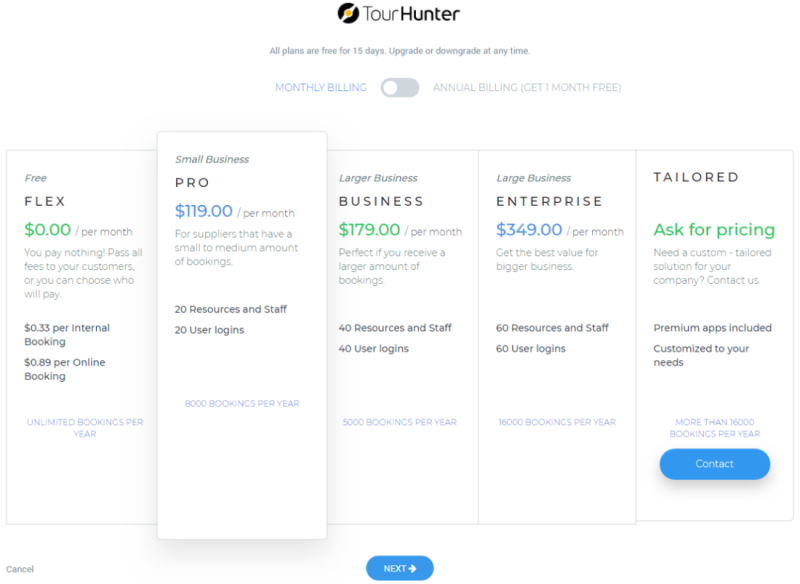 TourHunter
All plans are free for 15 days. Upgrade or downgrade at any time.
MONTHLY BILLING
ANNUAL BILLING (GET 1 MONTH FREE)
Free
FLEX
$0.00 / per month
You pay nothing! Pass all
fees to your customers,
or you can choose who
will pay.
$0.33 per Internal
Booking
$0.89 per Online
Booking
UNLIMITED BOOKINGS PER
YEAR
Small Business
PRO
$119.00 / per month
For suppliers that have a
small to medium amount
of bookings.
20 Resources and Staff
20 User logins
8000 BOOKINGS PER YEAR
Larger Business
BUSINESS
$179.00 / per month
Perfect if you receive a
larger amount of
bookings.
40 Resources and Staff
40 User logins
5000 BOOKINGS PER YEAR
Large Business
ENTERPRISE
$349.00 / per month
Get the best value for
bigger business.
60 Resources and Staff
60 User logins
16000 BOOKINGS PER YEAR
TAILORED
Ask for pricing
Need a custom - tailored
solution for your
company? Contact us
Premium apps included
Customized to your
needs
MORE THAN 16000
BOOKINGS PER YEAR
Contact
Cancel
NEXT →